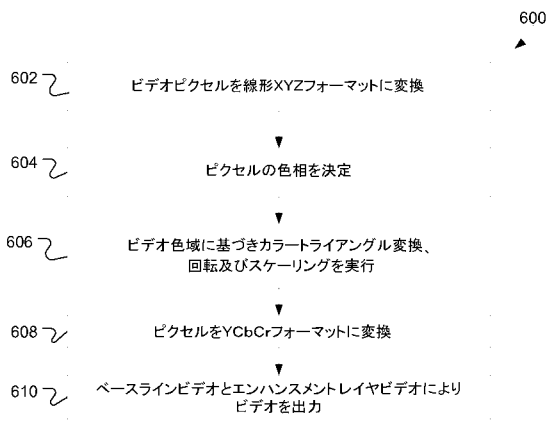 600
602
ビデオピクセルを線形XYZフォーマットに変換
604
ピクセルの色相を決定
606
ビデオ色域に基づきカラートライアングル変換、
回転及びスケーリングを実行
608
ピクセルをYCbCrフォーマットに変換
610
ベースラインビデオとエンハンスメントレイヤビデオにより
ビデオを出力